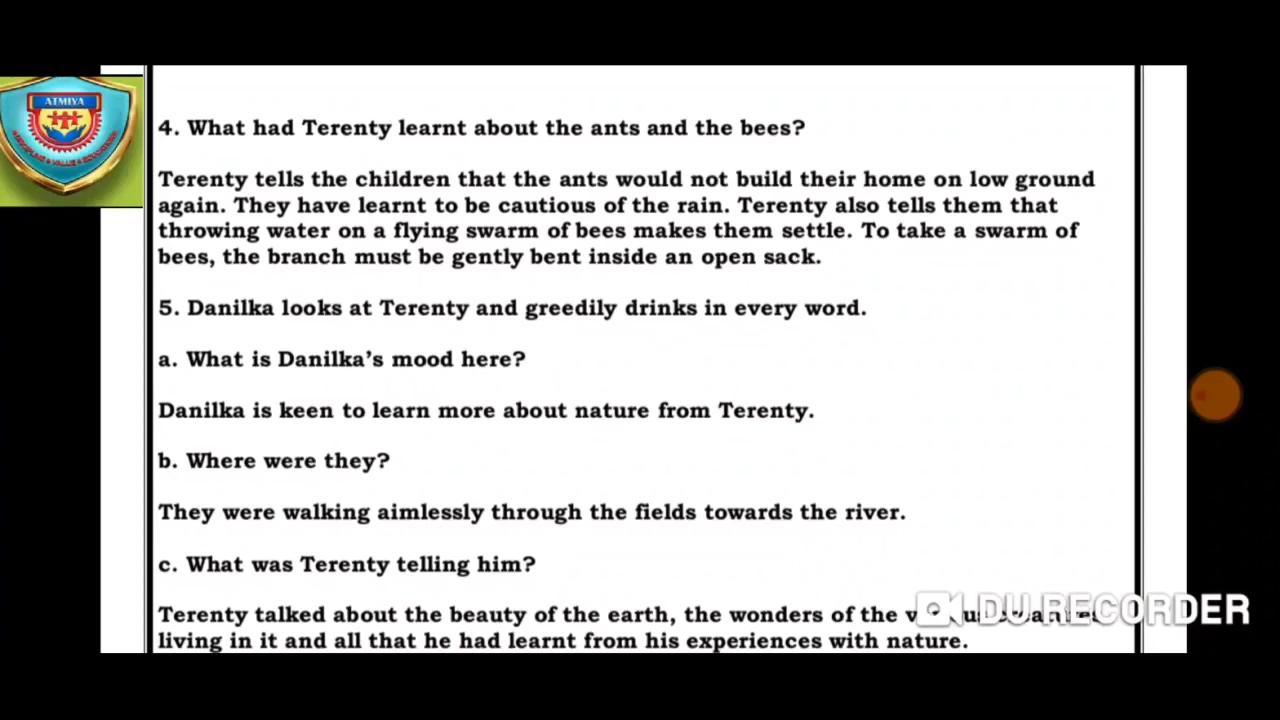 ATMIYA
4. What had Terenty learnt about the ants and the bees?
Terenty tells the children that the ants would not build their home on low ground
again. They have learnt to be cautious of the rain. Terenty also tells them that
throwing water on a flying swarm of bees makes them settle. To take a swarm of
bees, the branch must be gently bent inside an open sack.
5. Danilka looks at Terenty and greedily drinks in every word.
a. What is Danilka's mood here?
Danilka is keen to learn more about nature from Terenty.
b. Where were they?
They were walking aimlessly through the fields towards the river.
c. What was Terenty telling him?
Terenty talked about the beauty of the earth, the wonders of the
DU RECORDER
living in it and all that he had learnt from his experiences with nature.